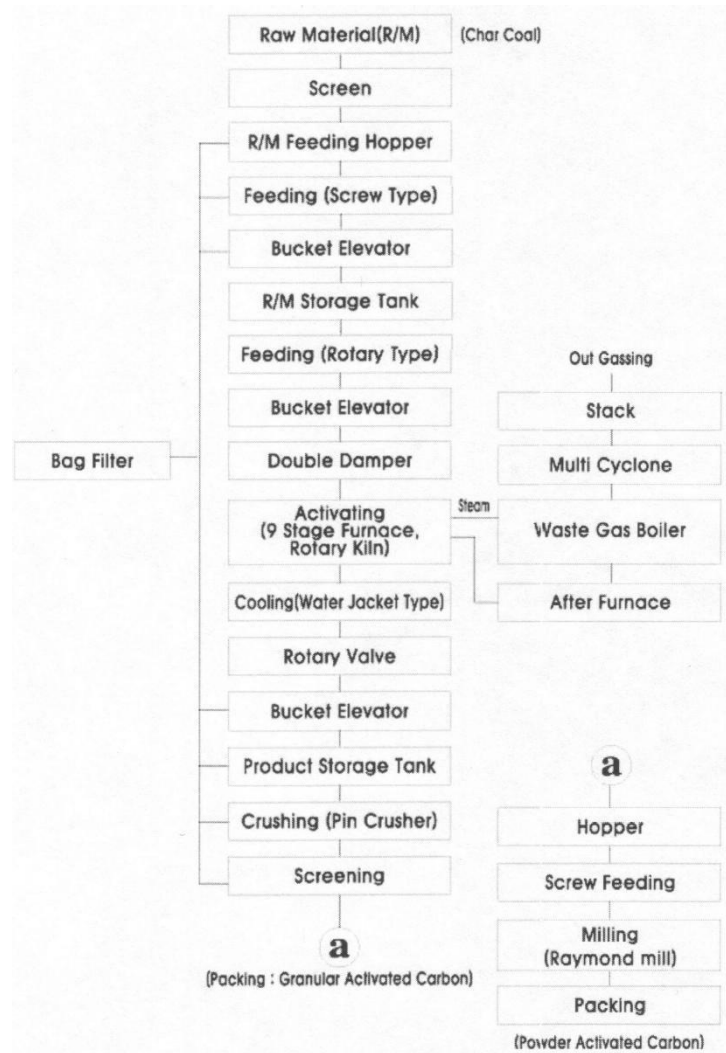 Raw Material(R/M)
(Char Coal)
Screen
R/M Feeding Hopper
Feeding (Screw Type)
Bucket Elevator
R/M Storage Tank
Feeding (Rotary Type)
Bucket Elevator
Bag Filter
Double Damper
Activating
(9 Stage Furnace,
Rotary Kiln)
Cooling(Water Jacket Type)
Rotary Valve
Bucket Elevator
Product Storage Tank
Crushing (Pin Crusher)
Screening
a
(Packing : Granular Activated Carbon)
Out Gassing
Stack
Multi Cyclone
Steam
Waste Gas Boiler
After Furnace
a
Hopper
Screw Feeding
Milling
(Raymond mill)
Packing
(Powder Activated Carbon)